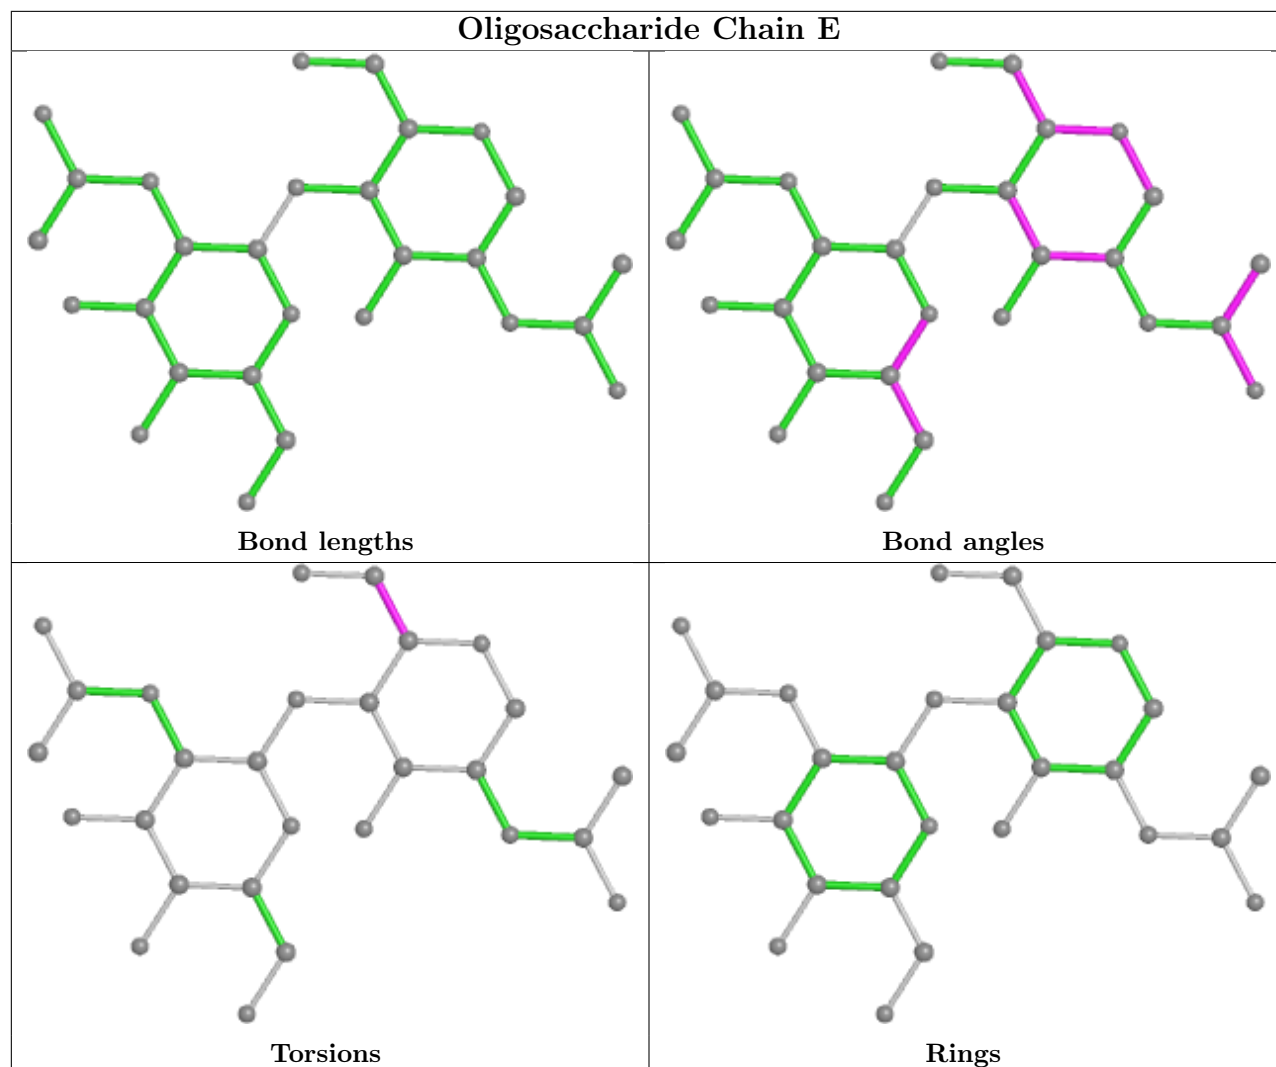 Oligosaccharide Chain E
Bond lengths
Bond angles
Torsions
Rings